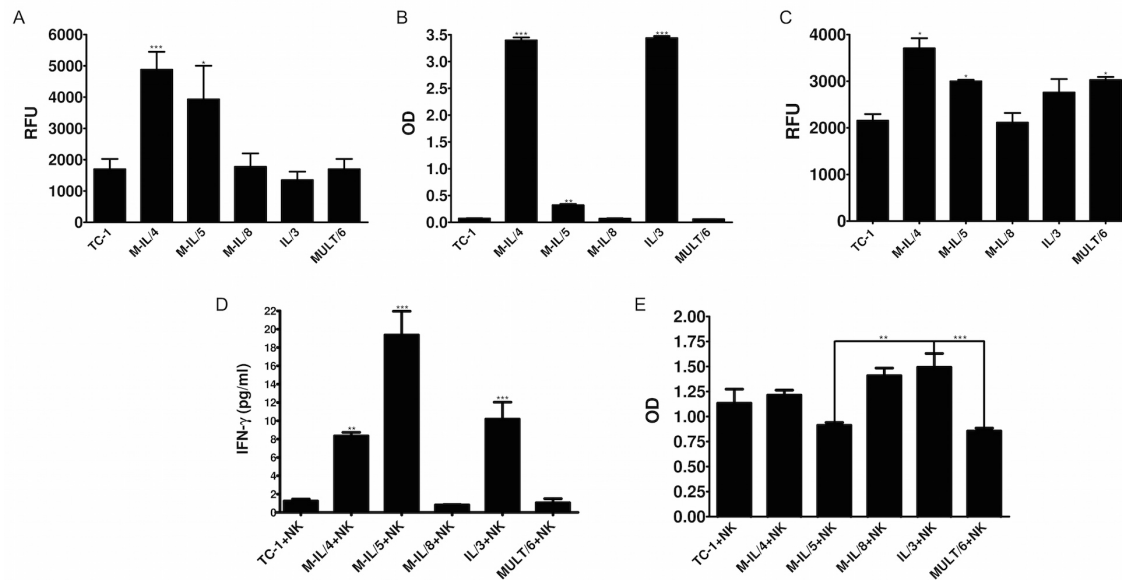 A
RFU
6000
5000
4000
3000
2000
1000
0
***
*
TC-1
M-IL/4
M-IL/5
M-IL/8
IL/3
MULT/6
B
OD
3.5
3.0
2.5
2.0
1.5
1.0
0.5
0.0
***
**
***
TC-1
M-IL/4
M-IL/5
M-IL/8
IL/3
MULT/6
C
RFU
4000
3000
2000
1000
0
*
*
*
TC-1
M-IL/4
M-IL/5
M-IL/8
IL/3
MULT/6
D
IFN-γ (pg/ml)
22
20
18
16
14
12
10
8
6
4
2
0
**
***
***
TC-1+NK
M-IL/4+NK
M-IL/5+NK
M-IL/8+NK
IL/3+NK
MULT/6+NK
E
OD
2.00
1.75
1.50
1.25
1.00
0.75
0.50
0.25
0.00
**
***
TC-1+NK
M-IL/4+NK
M-IL/5+NK
M-IL/8+NK
IL/3+NK
MULT/6+NK